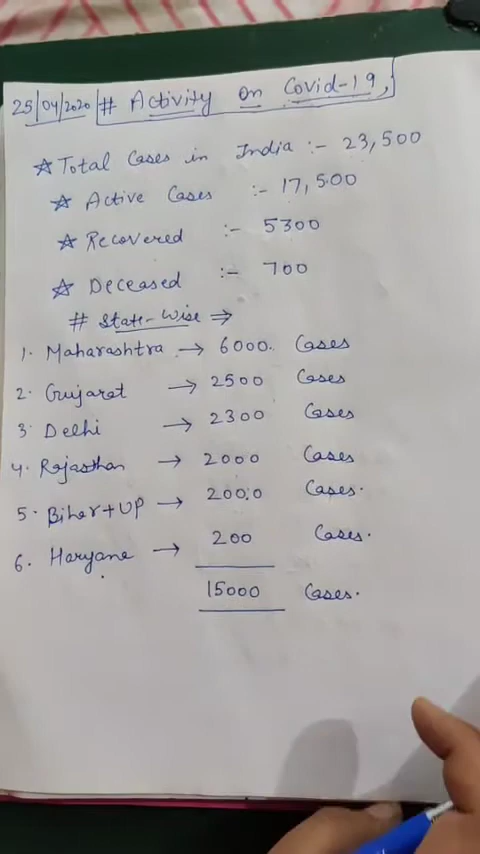 25/04/2020 # Activity on Covid-19,
☆ Total Cases in India :- 23,500
☆ Active Cases :- 17,500
☆ Recovered :- 5300
☆ Deceased :- 700
# State-Wise ⇒
1. Maharashtra → 6000 Cases
2. Gujarat → 2500 Cases
3. Delhi → 2300 Cases
4. Rajasthan → 2000 Cases
5. Bihar+UP → 2000 Cases.
6. Haryana → 200 Cases.
15000 Cases.